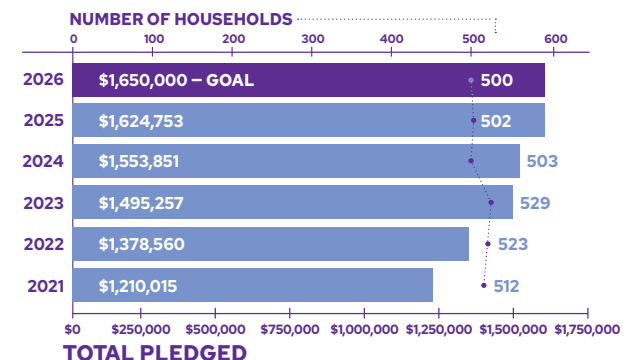 NUMBER OF HOUSEHOLDS
0 100 200 300 400 500 600
2026 $1,650,000 – GOAL 500
2025 $1,624,753 502
2024 $1,553,851 503
2023 $1,495,257 529
2022 $1,378,560 523
2021 $1,210,015 512
$0 $250,000 $500,000 $750,000 $1,000,000 $1,250,000 $1,500,000 $1,750,000
TOTAL PLEDGED